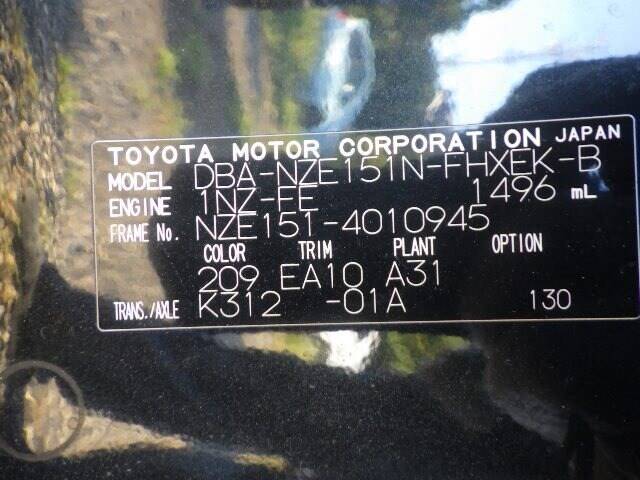 TOYOTA MOTOR CORPORATION JAPAN
MODEL DBA-NZE151N-FHXEK-B
ENGINE 1NZ-FE 1496 mL
FRAME No. NZE151-4010945
COLOR TRIM PLANT OPTION
209 EA10 A31
TRANS./AXLE K312 -01A 130